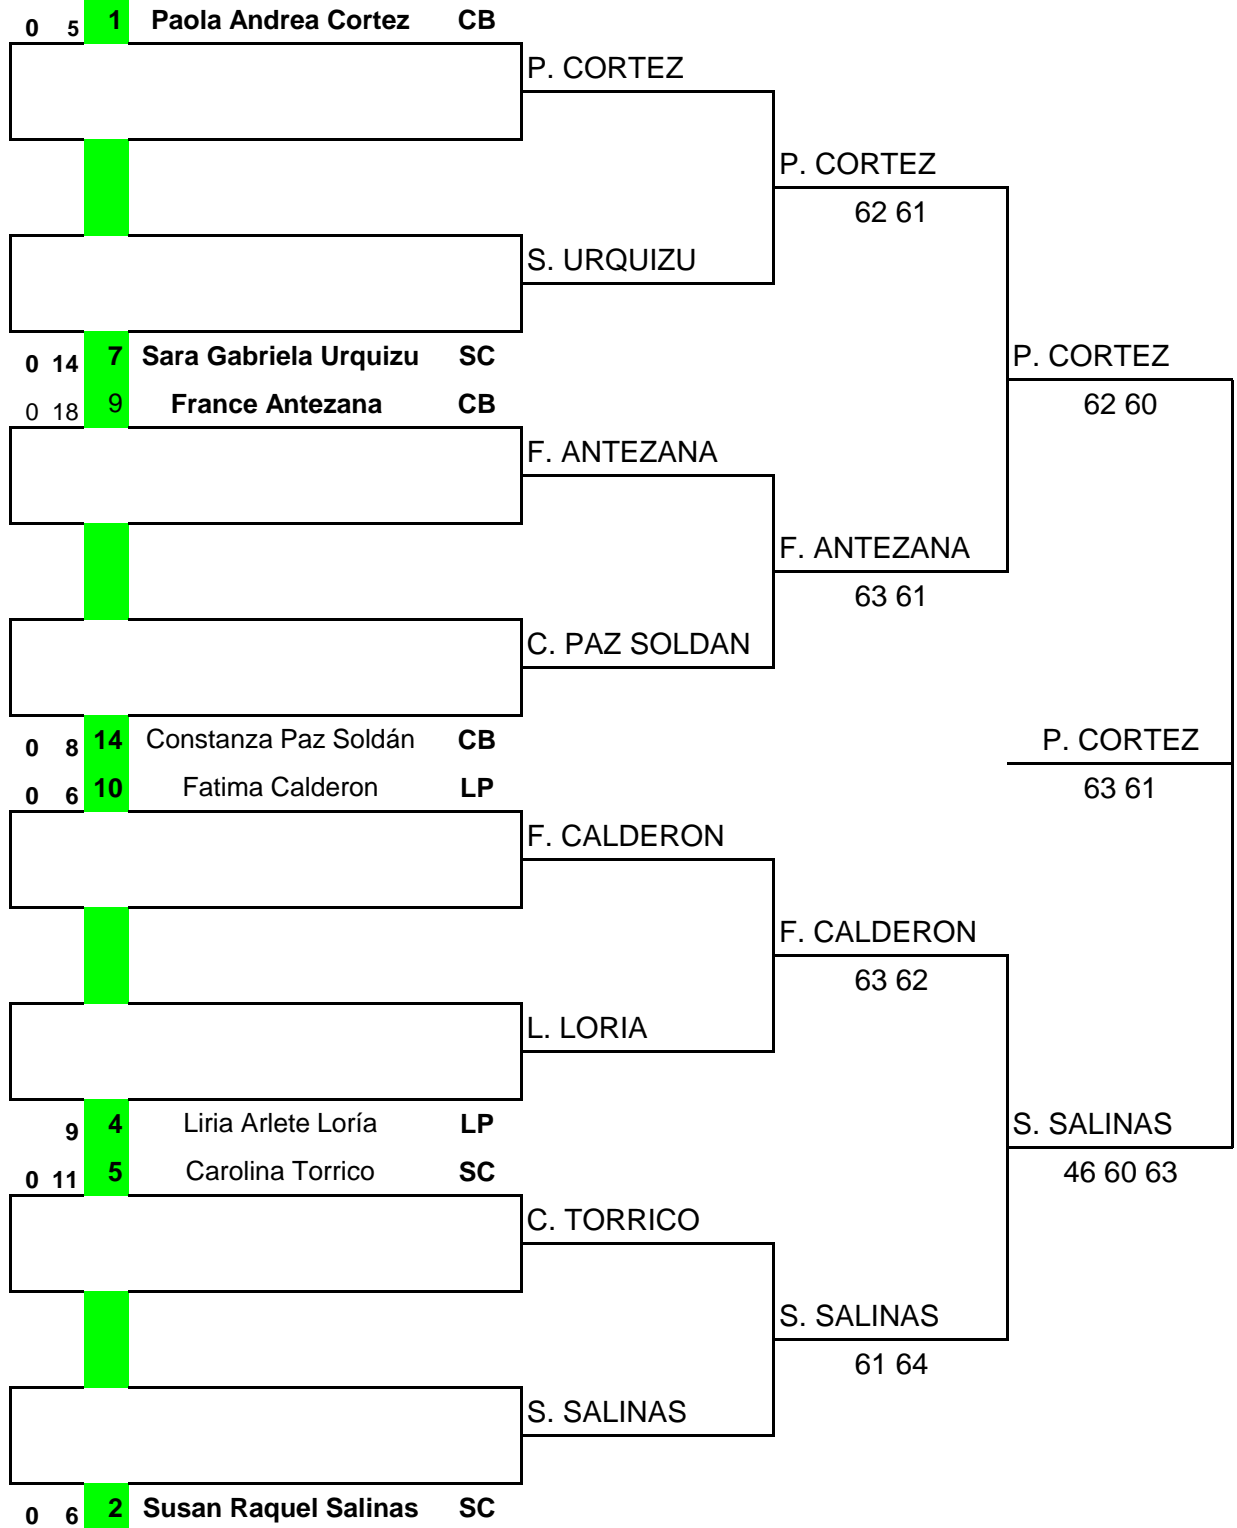 0 5 1 Paola Andrea Cortez CB
P. CORTEZ
P. CORTEZ
62 61
S. URQUIZU
0 14 7 Sara Gabriela Urquizu SC
P. CORTEZ
0 18 9 France Antezana CB
62 60
F. ANTEZANA
F. ANTEZANA
63 61
C. PAZ SOLDAN
0 8 14 Constanza Paz Soldán CB
P. CORTEZ
0 6 10 Fatima Calderon LP
63 61
F. CALDERON
F. CALDERON
63 62
L. LORIA
9 4 Liria Arlete Loría LP
S. SALINAS
0 11 5 Carolina Torrico SC
46 60 63
C. TORRICO
S. SALINAS
61 64
S. SALINAS
0 6 2 Susan Raquel Salinas SC